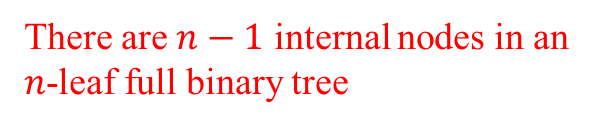 There are n − 1 internal nodes in an
n-leaf full binary tree